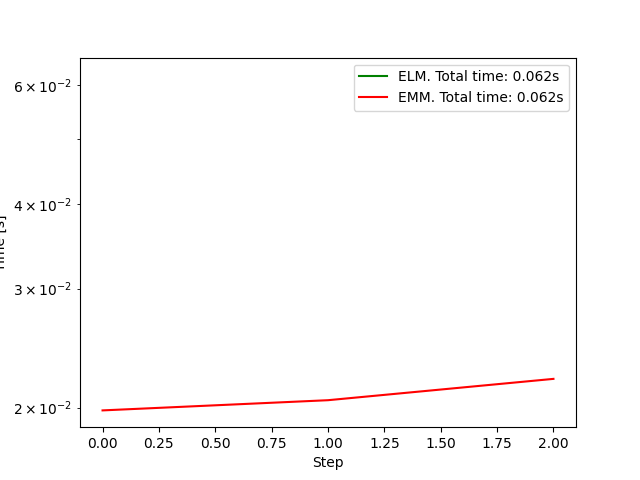 ELM. Total time: 0.062s
EMM. Total time: 0.062s
6 × 10⁻²
4 × 10⁻²
3 × 10⁻²
2 × 10⁻²
[s]
0.00 0.25 0.50 0.75 1.00 1.25 1.50 1.75 2.00
Step